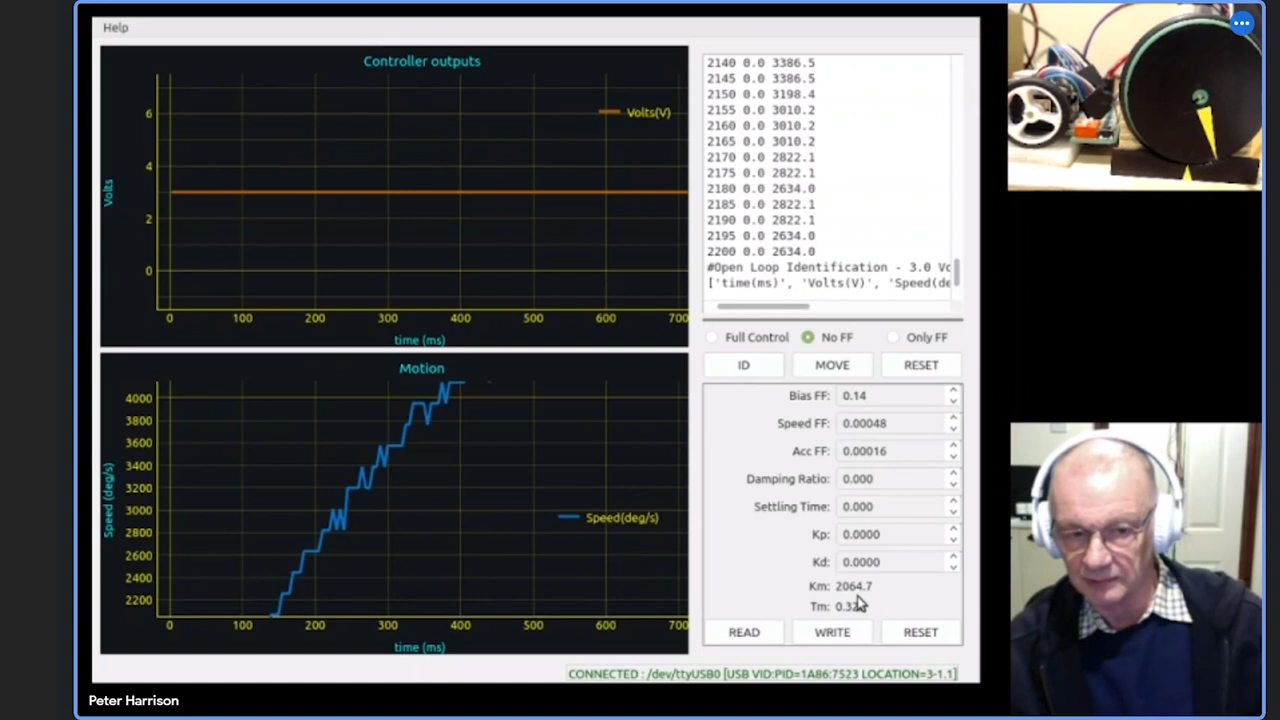 Help
Controller outputs
Volts(V)
6
4
2
0
Volts
0 100 200 300 400 500 600 700
time (ms)
Motion
4000
3800
3600
3400
3200
3000
2800
2600
2400
2200
Speed (deg/s)
Speed(deg/s)
0 100 200 300 400 500 600 700
time (ms)
2140 0.0 3386.5
2145 0.0 3386.5
2150 0.0 3198.4
2155 0.0 3010.2
2160 0.0 3010.2
2165 0.0 3010.2
2170 0.0 2822.1
2175 0.0 2822.1
2180 0.0 2634.0
2185 0.0 2822.1
2190 0.0 2822.1
2195 0.0 2634.0
2200 0.0 2634.0
#Open Loop Identification - 3.0 Vo
['time(ms)', 'Volts(V)', 'Speed(de
Full Control No FF Only FF
ID MOVE RESET
Bias FF: 0.14
Speed FF: 0.00048
Acc FF: 0.00016
Damping Ratio: 0.000
Settling Time: 0.000
Kp: 0.0000
Kd: 0.0000
Km: 2064.7
Tm:
READ WRITE RESET
CONNECTED : /dev/ttyUSB0 [USB VID:PID=1A86:7523 LOCATION=3-1.1]
Peter Harrison